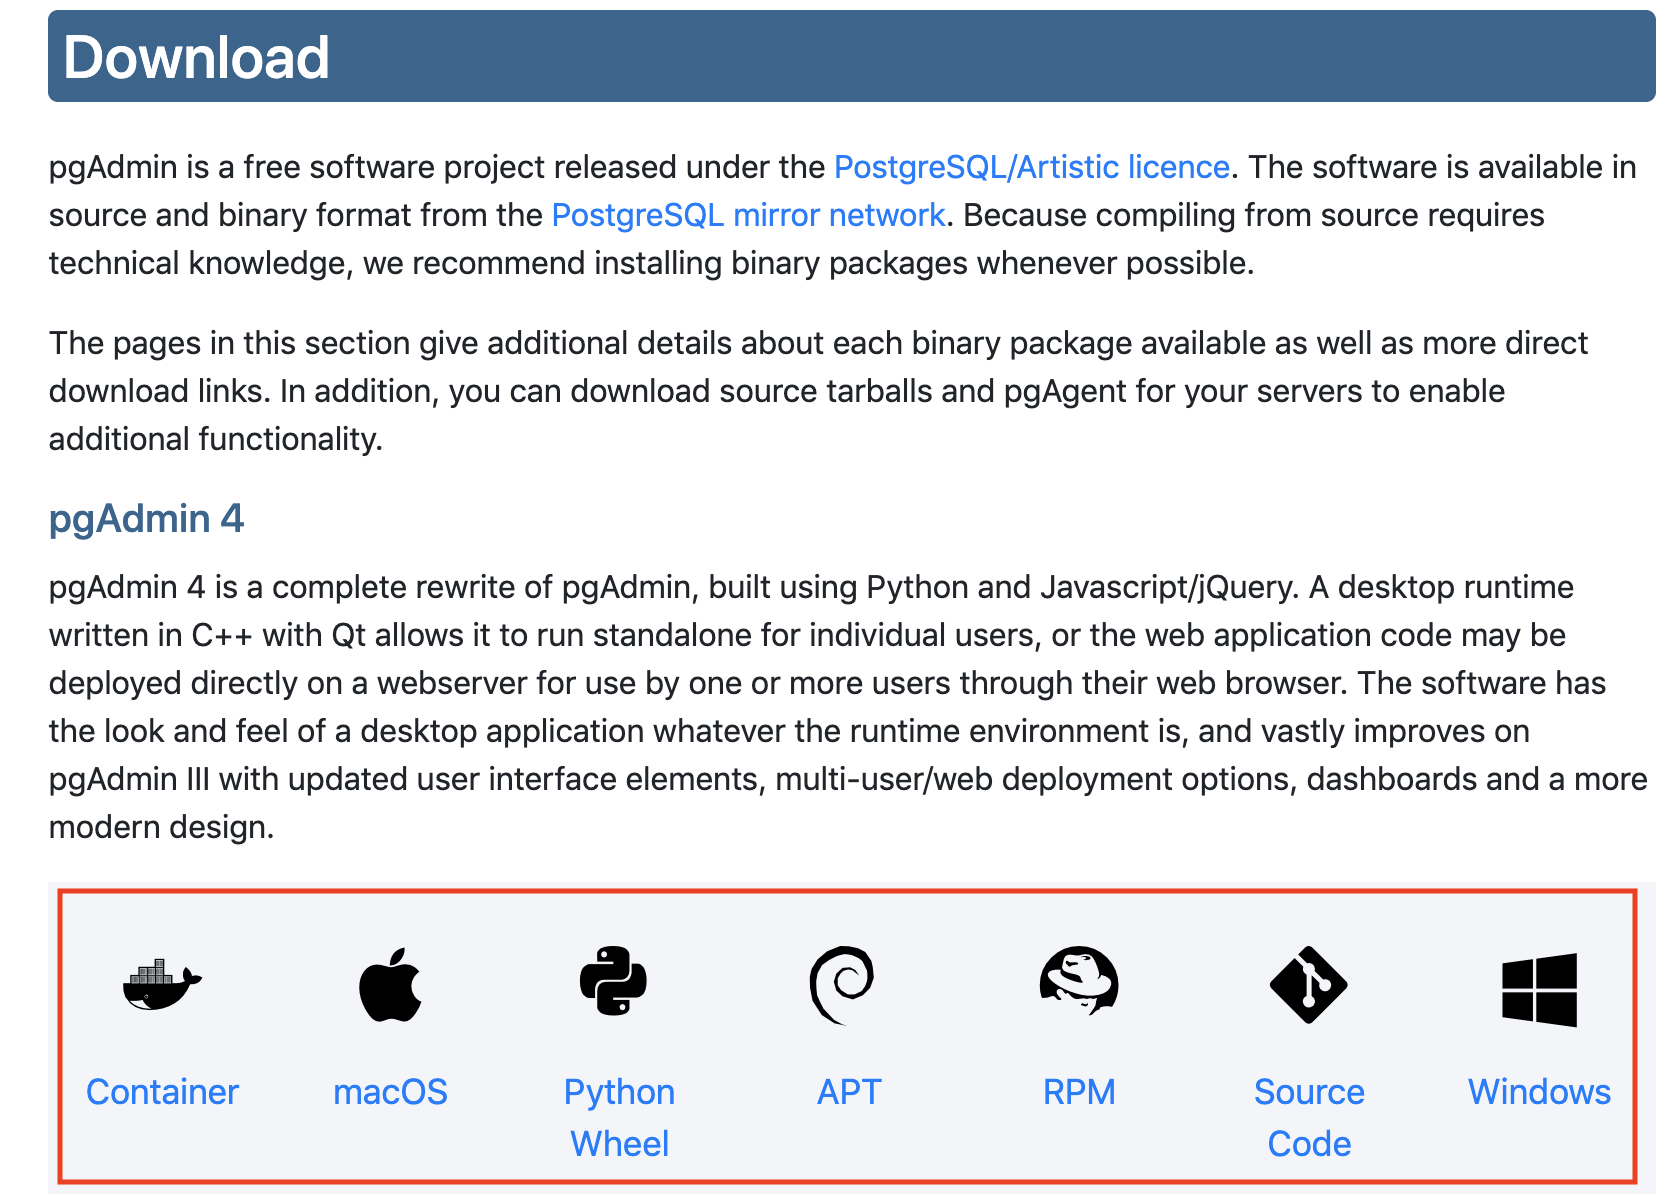 Download
pgAdmin is a free software project released under the PostgreSQL/Artistic licence. The software is available in
source and binary format from the PostgreSQL mirror network. Because compiling from source requires
technical knowledge, we recommend installing binary packages whenever possible.
The pages in this section give additional details about each binary package available as well as more direct
download links. In addition, you can download source tarballs and pgAgent for your servers to enable
additional functionality.
pgAdmin 4
pgAdmin 4 is a complete rewrite of pgAdmin, built using Python and Javascript/jQuery. A desktop runtime
written in C++ with Qt allows it to run standalone for individual users, or the web application code may be
deployed directly on a webserver for use by one or more users through their web browser. The software has
the look and feel of a desktop application whatever the runtime environment is, and vastly improves on
pgAdmin III with updated user interface elements, multi-user/web deployment options, dashboards and a more
modern design.
Container
macOS
Python
Wheel
APT
RPM
Source
Code
Windows